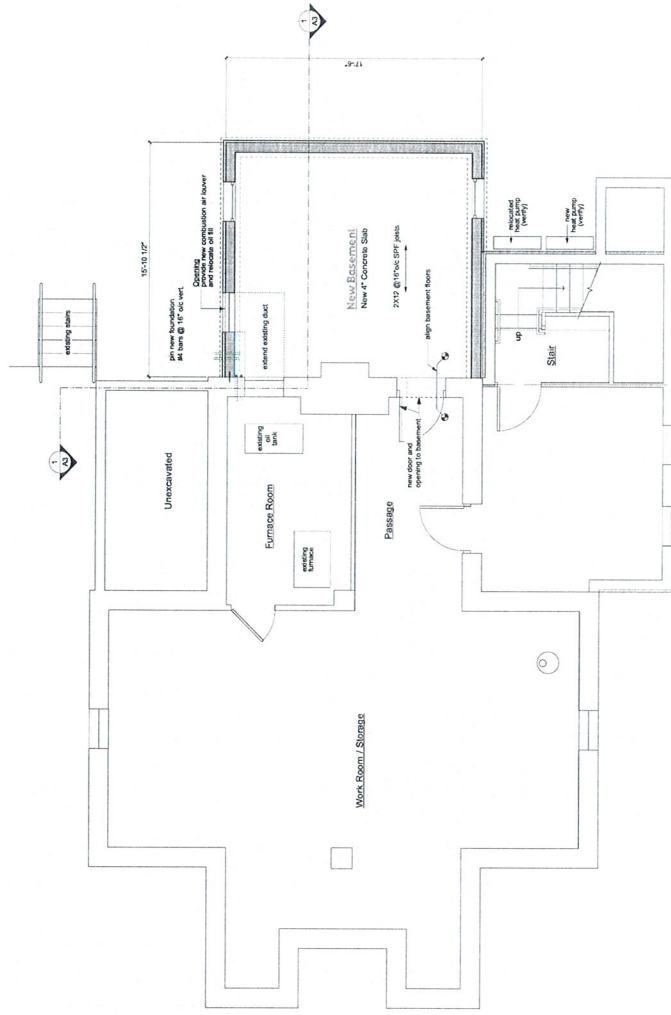 1
A3
17'-6"
15'-10 1/2"
existing stairs
pin new foundation
#4 bars @ 16" o/c vert.
Opening
provide new combustion air louver
and relocate oil fill
extend existing duct
New Basement
New 4" Concrete Slab
2X12 @16"o/c SPF joists
align basement floors
relocated
heat pump
(verify)
new
heat pump
(verify)
up
Stair
1
A3
Unexcavated
Furnace Room
existing
oil
tank
existing
furnace
new door and
opening to basement
Passage
Work Room / Storage